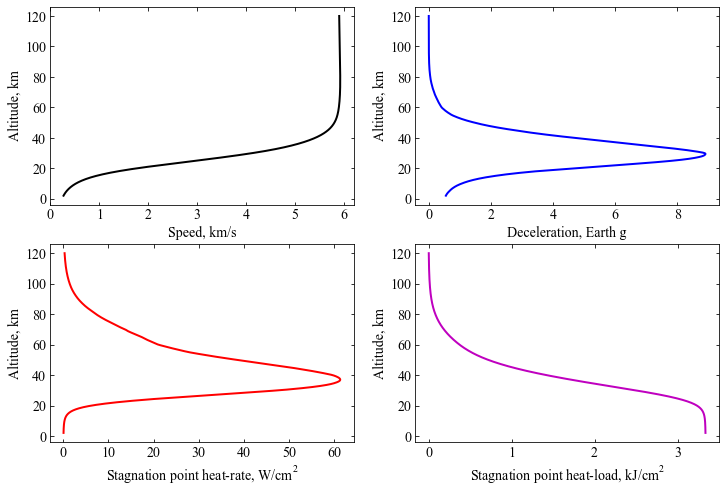 120
100
80
60
40
20
0
Altitude, km
0 1 2 3 4 5 6
Speed, km/s
120
100
80
60
40
20
0
Altitude, km
0 2 4 6 8
Deceleration, Earth g
120
100
80
60
40
20
0
Altitude, km
0 10 20 30 40 50 60
Stagnation point heat-rate, W/cm²
120
100
80
60
40
20
0
Altitude, km
0 1 2 3
Stagnation point heat-load, kJ/cm²